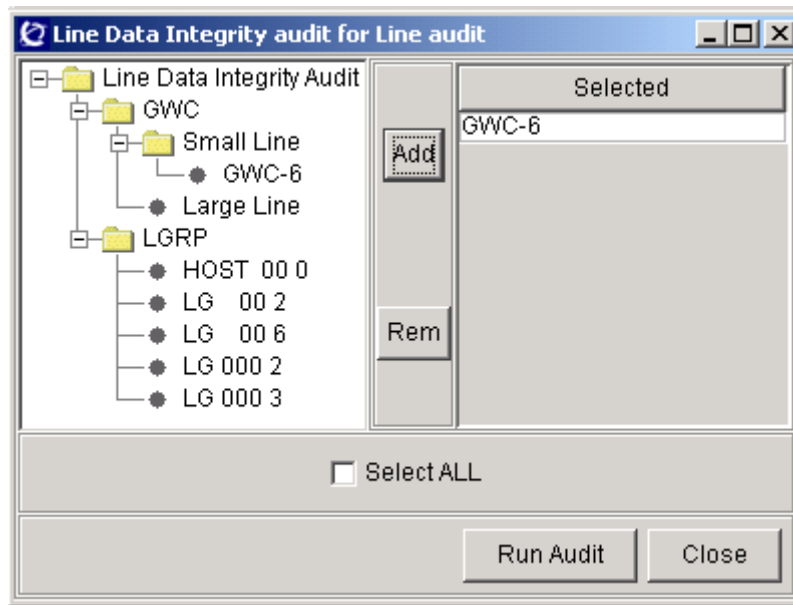 Line Data Integrity audit for Line audit
Line Data Integrity Audit
GWC
Small Line
GWC-6
Large Line
LGRP
HOST 00 0
LG 00 2
LG 00 6
LG 000 2
LG 000 3
Add
Rem
Selected
GWC-6
Select ALL
Run Audit
Close